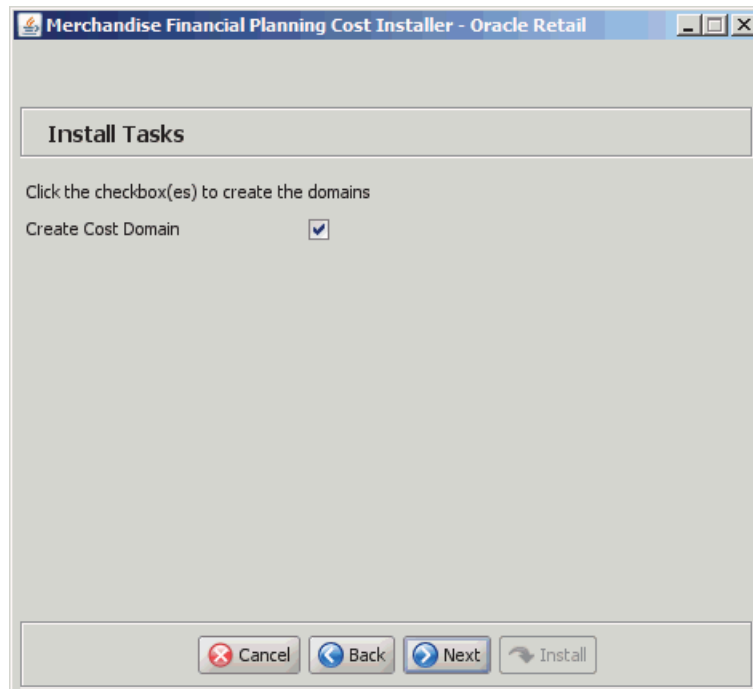 Merchandise Financial Planning Cost Installer - Oracle Retail
Install Tasks
Click the checkbox(es) to create the domains
Create Cost Domain
Cancel Back Next Install